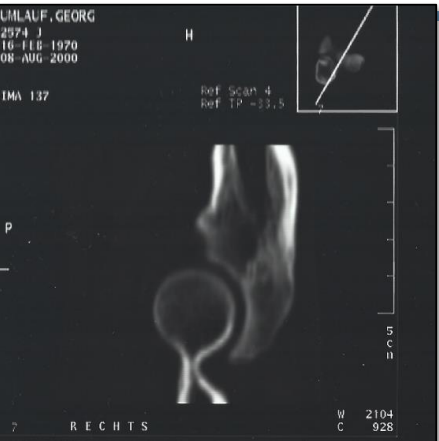 UMLAUF,GEORG
2574 J
16-FEB-1970
08-AUG-2000
H
IMA 137
Ref Scan 4
Ref TP -33.5
P
5
c
n
W 2104
C 928
RECHTS